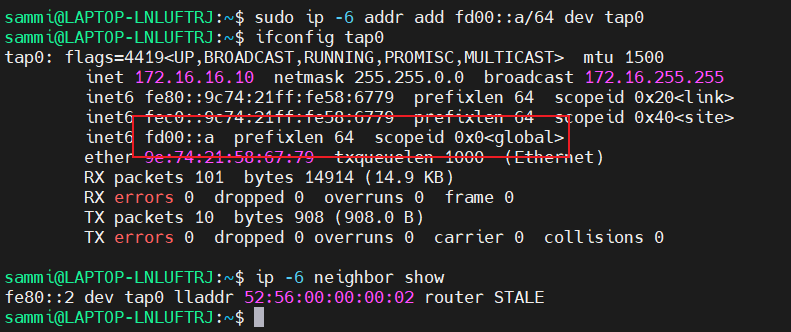 sammi@LAPTOP-LNLUFTRJ:~$ sudo ip -6 addr add fd00::a/64 dev tap0
sammi@LAPTOP-LNLUFTRJ:~$ ifconfig tap0
tap0: flags=4419<UP,BROADCAST,RUNNING,PROMISC,MULTICAST>  mtu 1500
        inet 172.16.16.10  netmask 255.255.0.0  broadcast 172.16.255.255
        inet6 fe80::9c74:21ff:fe58:6779  prefixlen 64  scopeid 0x20<link>
        inet6 fec0::9c74:21ff:fe58:6779  prefixlen 64  scopeid 0x40<site>
        inet6 fd00::a  prefixlen 64  scopeid 0x0<global>
        ether 9e:74:21:58:67:79  txqueuelen 1000  (Ethernet)
        RX packets 101  bytes 14914 (14.9 KB)
        RX errors 0  dropped 0  overruns 0  frame 0
        TX packets 10  bytes 908 (908.0 B)
        TX errors 0  dropped 0 overruns 0  carrier 0  collisions 0
sammi@LAPTOP-LNLUFTRJ:~$ ip -6 neighbor show
fe80::2 dev tap0 lladdr 52:56:00:00:00:02 router STALE
sammi@LAPTOP-LNLUFTRJ:~$